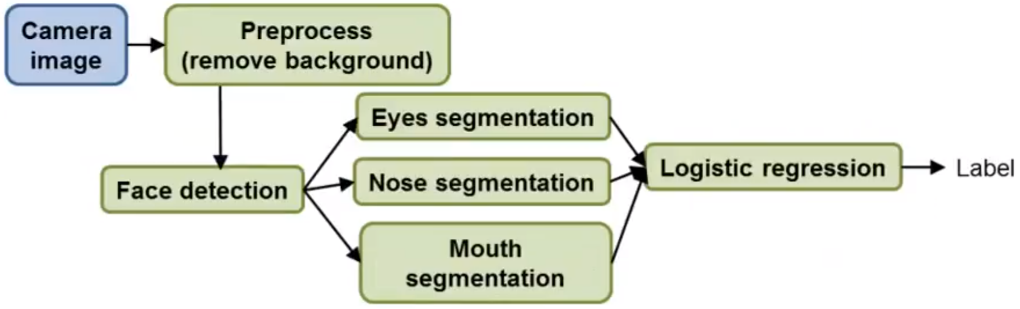 Camera
image
Preprocess
(remove background)
Eyes segmentation
Face detection
Nose segmentation
Logistic regression
Label
Mouth
segmentation